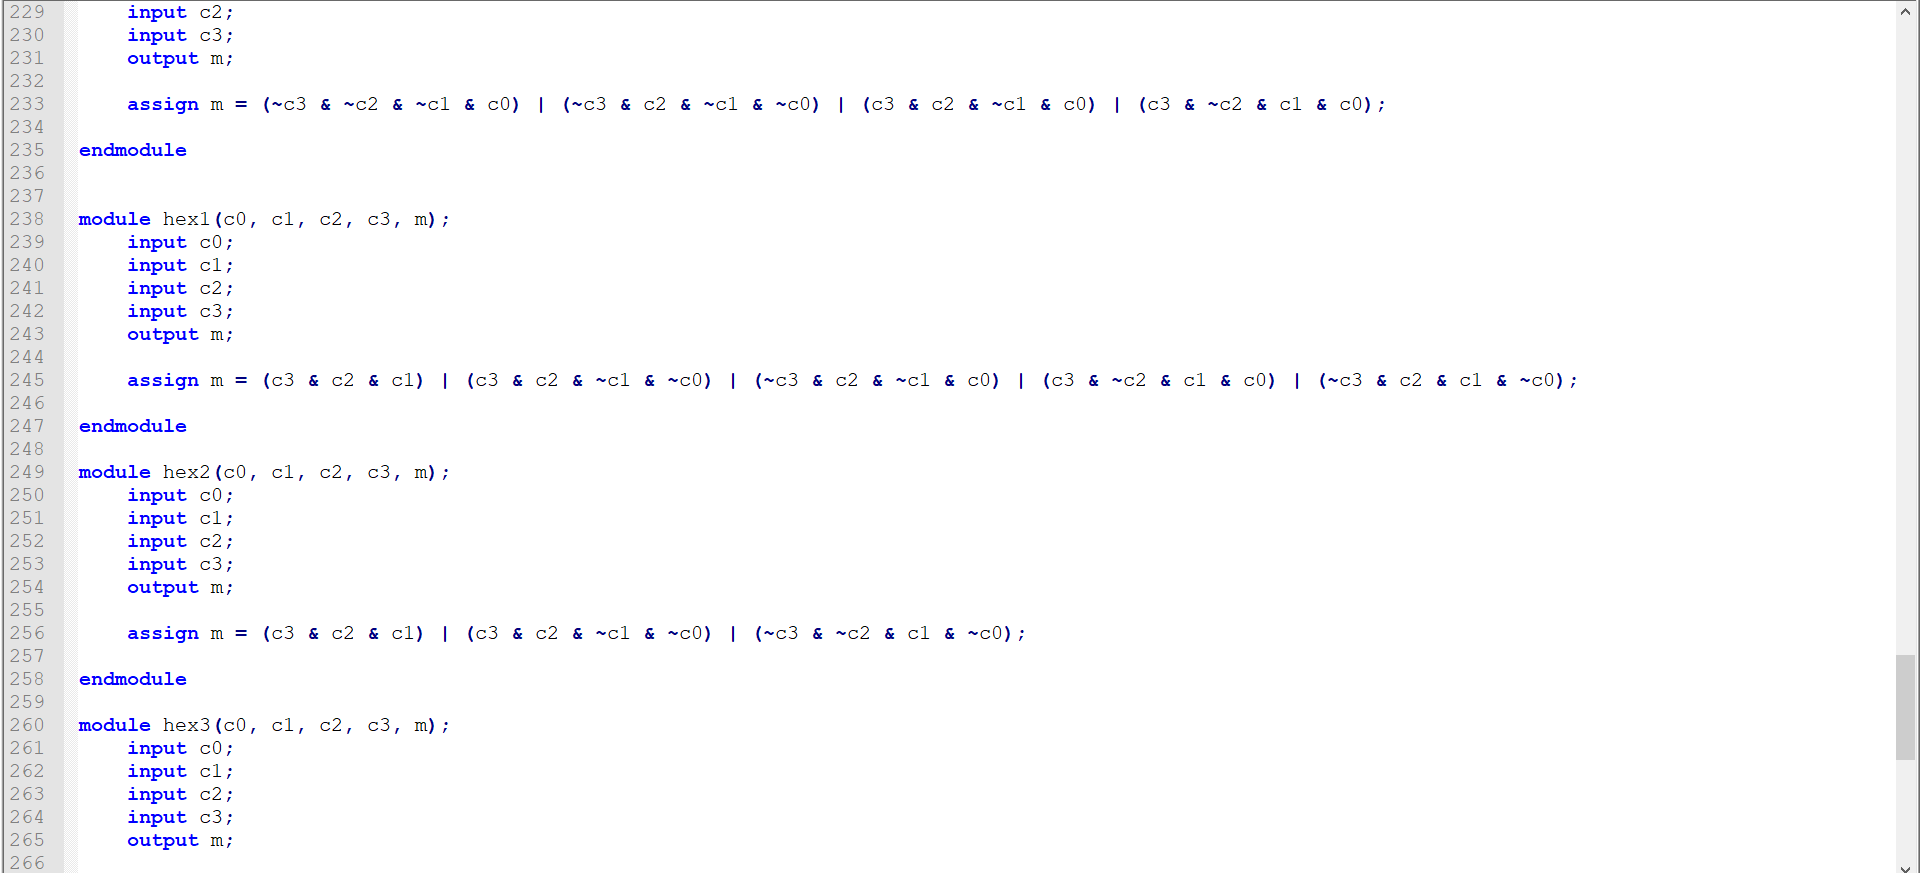 229 input c2;
230 input c3;
231 output m;
232
233 assign m = (~c3 & ~c2 & ~c1 & c0) | (~c3 & c2 & ~c1 & ~c0) | (c3 & c2 & ~c1 & c0) | (c3 & ~c2 & c1 & c0);
234
235 endmodule
236
237
238 module hex1(c0, c1, c2, c3, m);
239 input c0;
240 input c1;
241 input c2;
242 input c3;
243 output m;
244
245 assign m = (c3 & c2 & c1) | (c3 & c2 & ~c1 & ~c0) | (~c3 & c2 & ~c1 & c0) | (c3 & ~c2 & c1 & c0) | (~c3 & c2 & c1 & ~c0);
246
247 endmodule
248
249 module hex2(c0, c1, c2, c3, m);
250 input c0;
251 input c1;
252 input c2;
253 input c3;
254 output m;
255
256 assign m = (c3 & c2 & c1) | (c3 & c2 & ~c1 & ~c0) | (~c3 & ~c2 & c1 & ~c0);
257
258 endmodule
259
260 module hex3(c0, c1, c2, c3, m);
261 input c0;
262 input c1;
263 input c2;
264 input c3;
265 output m;
266